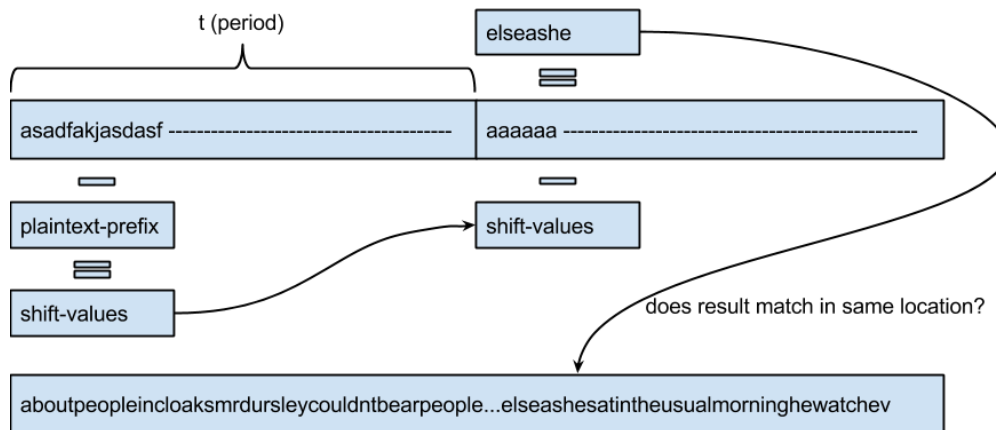 t (period)
elseashe
asadfakjasdasf ----------------------------------------
aaaaaa -------------------------------------------------
plaintext-prefix
shift-values
shift-values
does result match in same location?
aboutpeopleincloaksmrdursleycouldntbearpeople...elseashesatintheusualmorninghewatchev